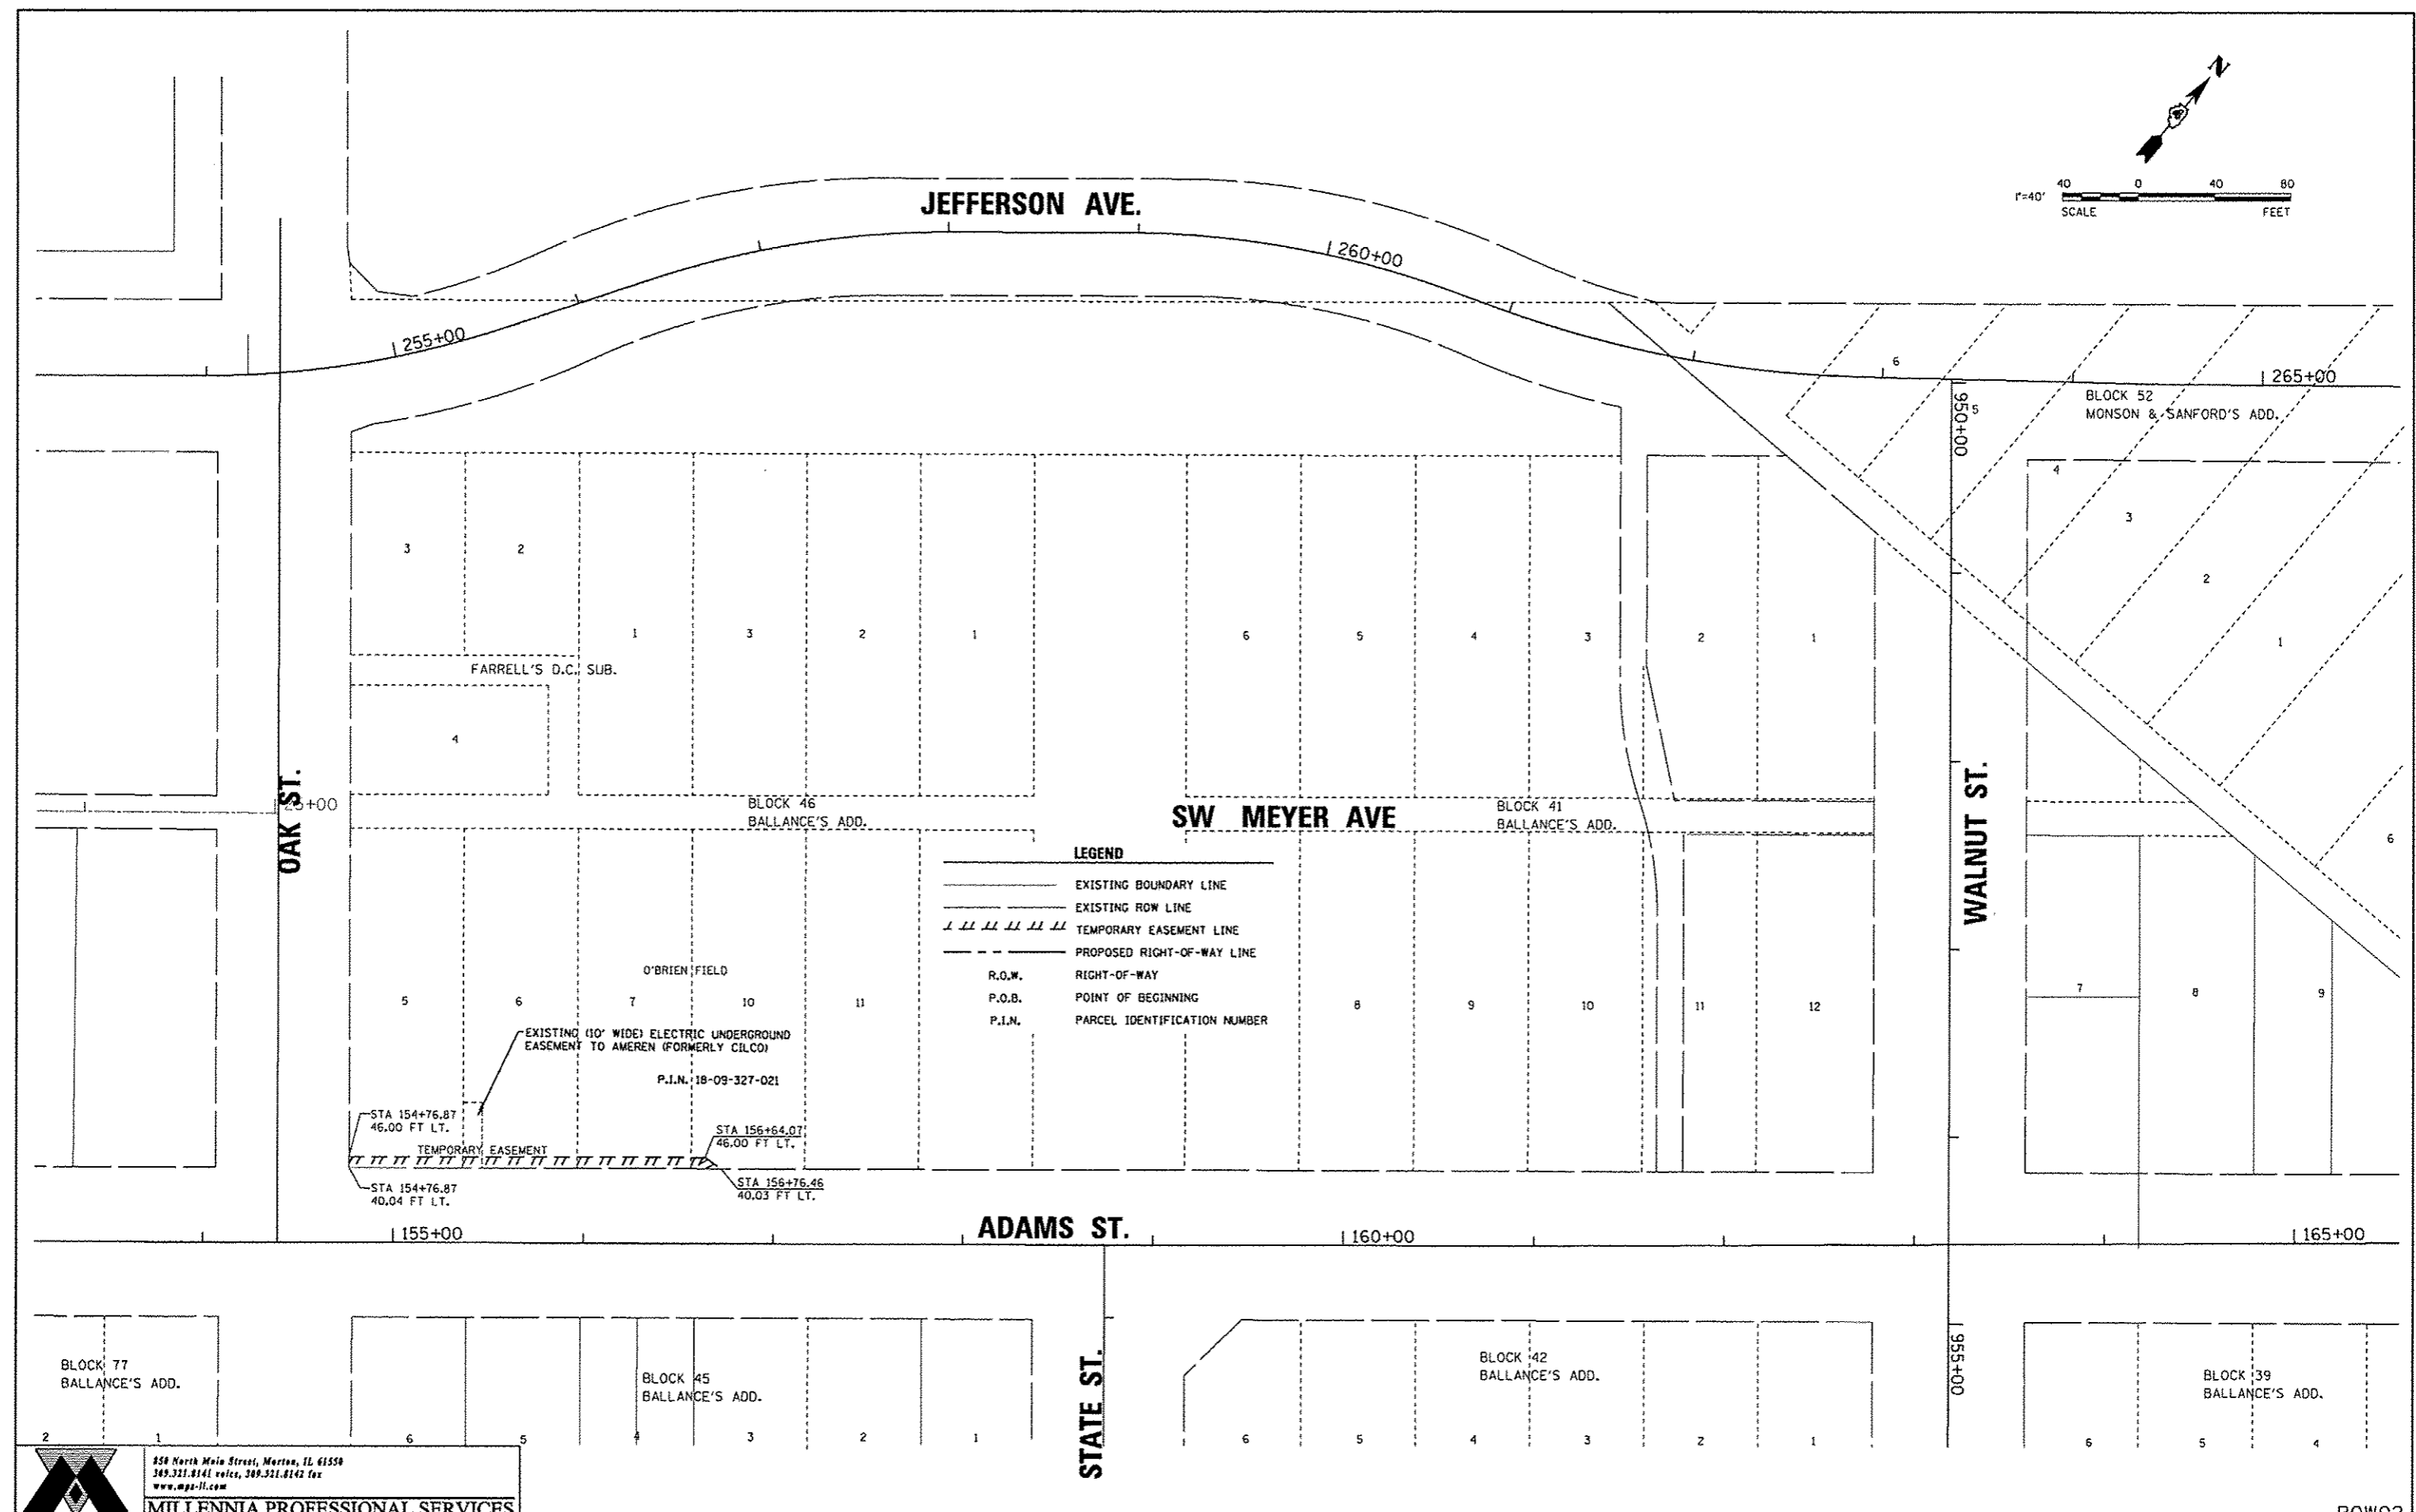 N
40 0 40 80
1"=40'
SCALE FEET
JEFFERSON AVE.
260+00
255+00
265+00
6
BLOCK 52
MONSON & SANFORD'S ADD.
5
950+00
4
3
2
1
6
3 2
1 3 2 1
6 5 4 3 2 1
FARRELL'S D.C. SUB.
4
OAK ST.
25+00
BLOCK 46
BALLANCE'S ADD.
SW MEYER AVE
BLOCK 41
BALLANCE'S ADD.
WALNUT ST.
LEGEND
EXISTING BOUNDARY LINE
EXISTING ROW LINE
TEMPORARY EASEMENT LINE
PROPOSED RIGHT-OF-WAY LINE
R.O.W. RIGHT-OF-WAY
P.O.B. POINT OF BEGINNING
P.I.N. PARCEL IDENTIFICATION NUMBER
O'BRIEN FIELD
5 6 7 10 11
8 9 10 11 12
7 8 9
EXISTING (10' WIDE) ELECTRIC UNDERGROUND
EASEMENT TO AMEREN (FORMERLY CILCO)
P.I.N. 18-09-327-021
STA 154+76.87
46.00 FT LT.
TEMPORARY EASEMENT
STA 156+64.07
46.00 FT LT.
STA 154+76.87
40.04 FT LT.
STA 156+76.46
40.03 FT LT.
155+00
ADAMS ST.
160+00
165+00
BLOCK 77
BALLANCE'S ADD.
2 1
BLOCK 45
BALLANCE'S ADD.
6 5 4 3 2 1
STATE ST.
BLOCK 42
BALLANCE'S ADD.
6 5 4 3 2 1
955+00
BLOCK 39
BALLANCE'S ADD.
6 5 4
850 North Main Street, Morton, IL 61550
309.321.8141 voice, 309.321.8142 fax
www.mps-il.com
MILLENNIA PROFESSIONAL SERVICES